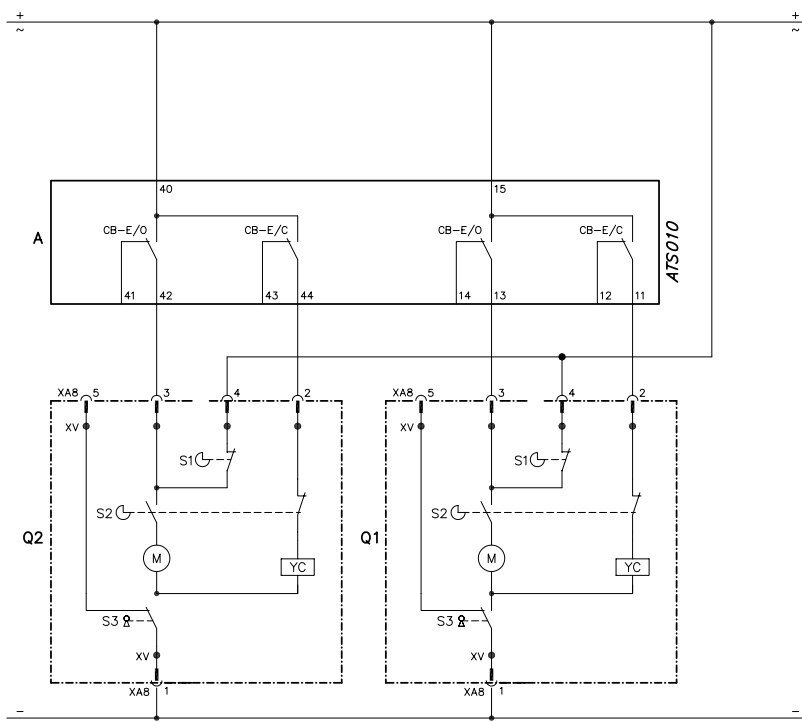 + +
~ ~
40 15
A CB-E/O CB-E/C CB-E/O CB-E/C ATS010
41 42 43 44 14 13 12 11
XA8 5 3 4 2 XA8 5 3 4 2
XV XV
S1 S1
S2 S2
Q2 M YC Q1 M YC
S3 S3
XV XV
XA8 1 XA8 1
− −